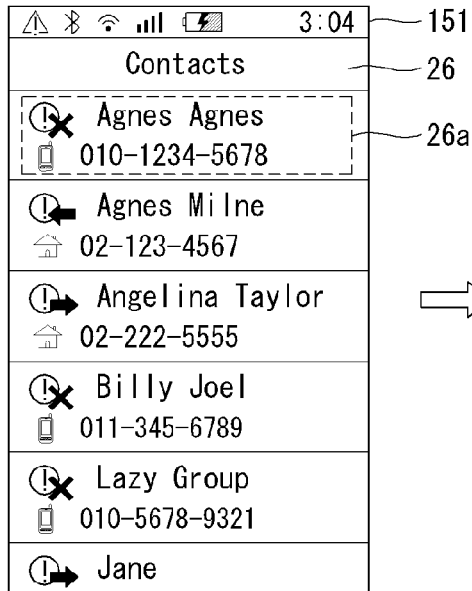 3:04
151
Contacts
26
Agnes Agnes
26a
010-1234-5678
Agnes Milne
02-123-4567
Angelina Taylor
02-222-5555
Billy Joel
011-345-6789
Lazy Group
010-5678-9321
Jane